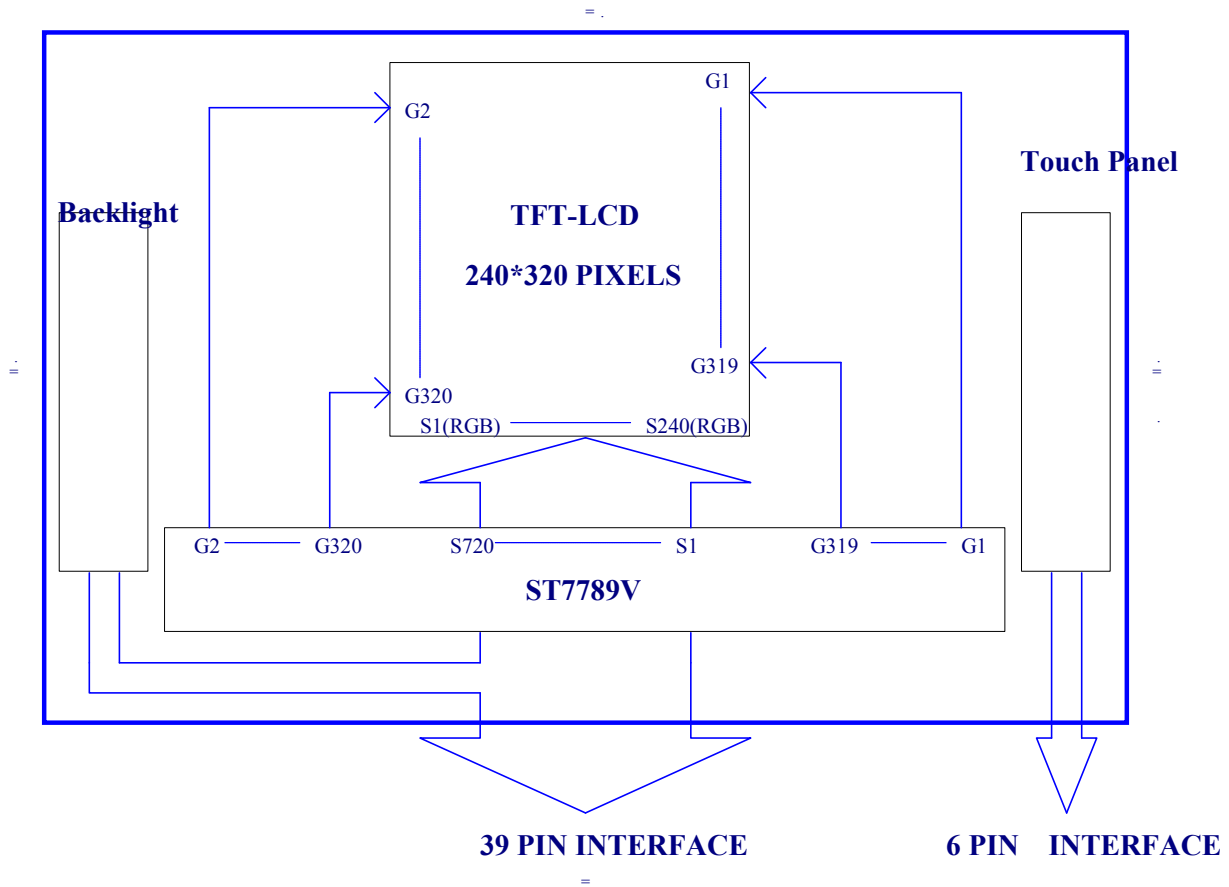 G1
G2
Touch Panel
Backlight
TFT-LCD
240*320 PIXELS
G319
G320
S1(RGB) S240(RGB)
G2 G320 S720 S1 G319 G1
ST7789V
39 PIN INTERFACE
6 PIN INTERFACE